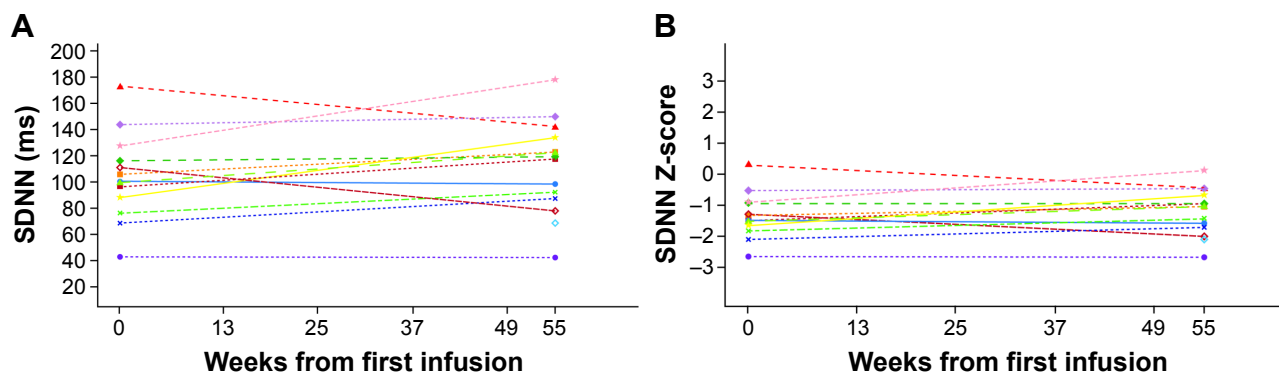 A
SDNN (ms)
200
180
160
140
120
100
80
60
40
20
0 13 25 37 49 55
Weeks from first infusion
B
SDNN Z-score
3
2
1
0
–1
–2
–3
0 13 25 37 49 55
Weeks from first infusion